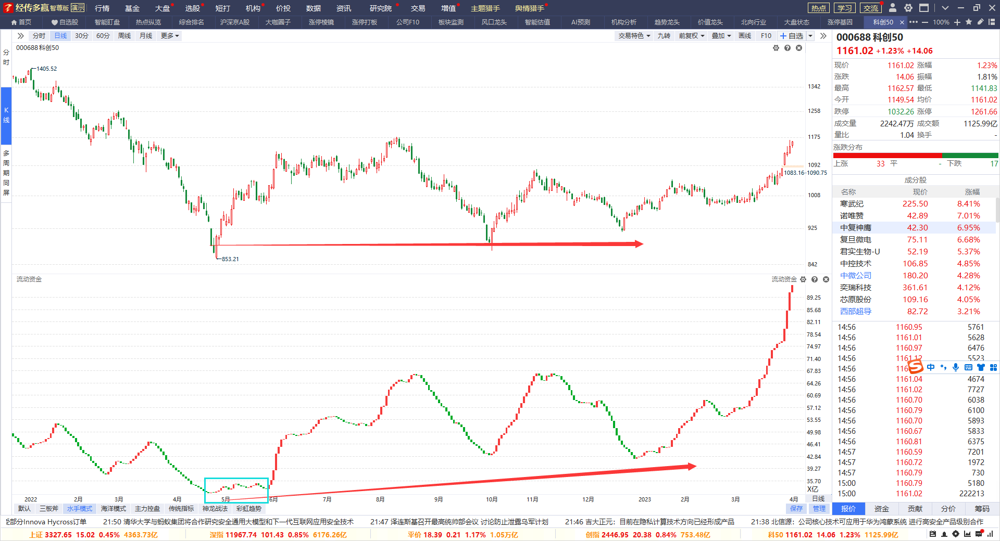 经传多赢 智尊版 演示 行情 基金 大盘 选股 短打 机构 价投 数据 资讯 研究院 交易 增值 主题猎手 舆情猎手 热点 学习 交流
首页 自选股 智能盯盘 热点纵览 综合排名 沪深京A股 大咖圈子 涨停棱镜 涨停打板 公司F10 板块监测 风口龙头 智能估值 AI预测 机构分析 趋势龙头 价值龙头 北向行业 大盘状态 涨停基因 科创50 100%
分时 日线 30分 60分 周线 月线 更多 交易特色 九转 前复权 叠加 画线 F10 自选
分时
K线
多周期同屏
000688 科创50
1405.52
853.21
1342
1258
1175
1092
1083.16-1090.75
1008
925
842
流动资金
流动资金
89.25
85.68
82.11
78.54
74.97
71.40
67.83
64.26
60.69
57.12
53.55
49.98
46.41
42.84
39.27
35.70
X亿
2022 2月 3月 4月 5月 6月 7月 8月 9月 10月 11月 12月 2023 2月 3月 4月
日线
默认 三板斧 水手模式 海洋模式 主力控盘 传统指标 神龙战法 彩虹趋势 保存 管理
000688 科创50
1161.02 +1.23% +14.06
现价 1161.02 涨幅 1.23%
涨跌 14.06 振幅 1.81%
最高 1162.57 最低 1141.83
今开 1149.54 均价 1161.02
跌停 1032.26 涨停 1261.66
成交量 2242.47万 成交额 1125.99亿
量比 1.04 换手 -
涨跌分布
上涨 33 平 - 下跌 17
成分股
名称 现价 涨幅
寒武纪 225.50 8.41%
诺唯赞 42.89 7.01%
中复神鹰 42.30 6.95%
复旦微电 75.11 6.68%
君实生物-U 52.19 5.37%
中控技术 106.85 4.85%
中微公司 180.20 4.28%
奕瑞科技 361.61 4.12%
芯原股份 109.16 4.05%
西部超导 82.72 3.21%
14:56 1160.95 5761
14:56 1161.01 5628
14:56 1160.97 6476
14:56 1161.12 5523
14:56
中
14:56 1161.04 4674
14:56 1161.02 7727
14:56 1160.70 6038
14:56 1160.79 6100
14:56 1160.70 5893
14:56 1160.67 5833
14:56 1160.81 6375
14:57 1160.59 7201
14:57 1160.72 1972
14:57 1160.79 730
15:00 1160.79 5180
15:00 1161.02 222213
报价 资金 贡献 分价 筹码
部分Innova Hycross订单 21:50 清华大学与蚂蚁集团将合作研究安全通用大模型和下一代互联网应用安全技术 21:47 泽连斯基召开最高统帅部会议 讨论防止泄露乌军计划 21:46 吉大正元：目前在隐私计算技术方向已经形成产品 21:38 北信源：公司核心技术可应用于华为鸿蒙系统 进行高安全产品级别合作
上证 3327.65 15.02 0.45% 4363.73亿 深指 11967.74 101.43 0.85% 6176.26亿 平价 18.39 0.21 1.17% 1.05万亿 创指 2446.95 20.38 0.84% 753.48亿 科50 1161.02 14.06 1.23% 1125.99亿